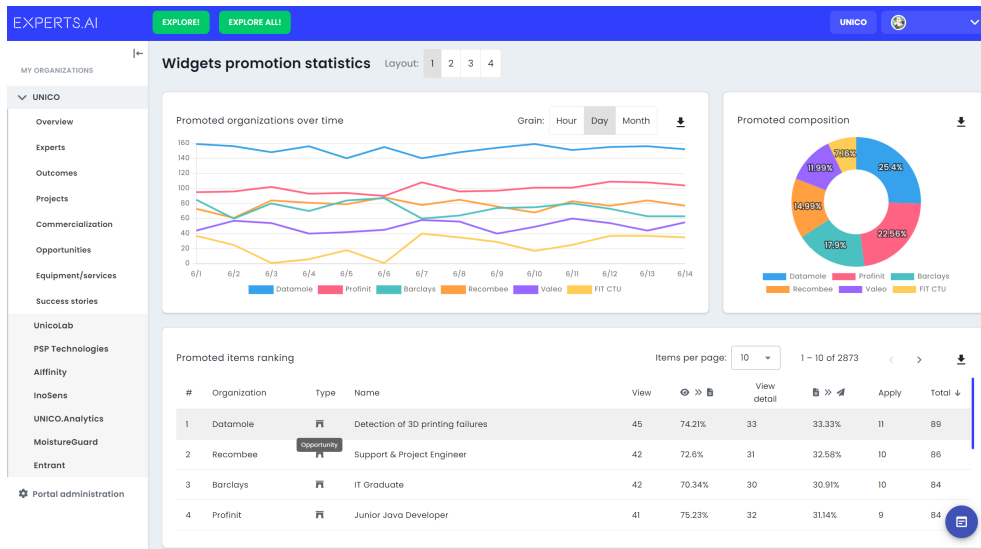 EXPERTS.AI
EXPLORE!
EXPLORE ALL!
UNICO
MY ORGANIZATIONS
UNICO
Overview
Experts
Outcomes
Projects
Commercialization
Opportunities
Equipment/services
Success stories
UnicoLab
PSP Technologies
AIffinity
InoSens
UNICO.Analytics
MoistureGuard
Entrant
Portal administration
Widgets promotion statistics Layout: 1 2 3 4
Promoted organizations over time Grain: Hour Day Month
160
140
120
100
80
60
40
20
0
6/1 6/2 6/3 6/4 6/5 6/6 6/7 6/8 6/9 6/10 6/11 6/12 6/13 6/14
Datamole Profinit Barclays Recombee Valeo FIT CTU
Promoted composition
7.16%
11.99% 25.4%
14.99%
22.56%
17.9%
Datamole Profinit Barclays
Recombee Valeo FIT CTU
Promoted items ranking Items per page: 10 1 – 10 of 2873
# Organization Type Name View View detail Apply Total
1 Datamole Detection of 3D printing failures 45 74.21% 33 33.33% 11 89
Opportunity
2 Recombee Support & Project Engineer 42 72.6% 31 32.58% 10 86
3 Barclays IT Graduate 42 70.34% 30 30.91% 10 84
4 Profinit Junior Java Developer 41 75.23% 32 31.14% 9 84